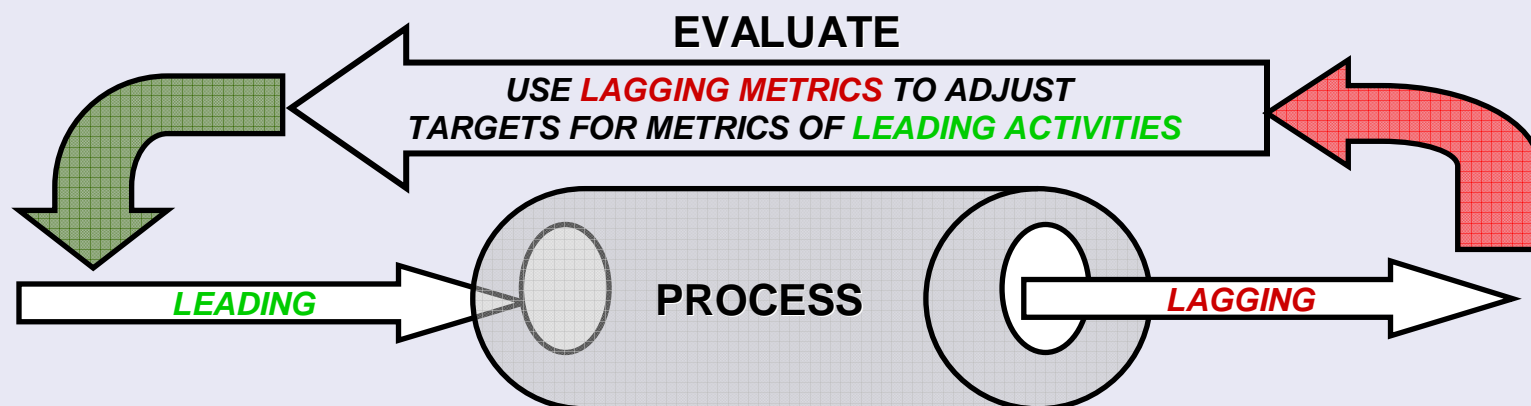 EVALUATE
USE LAGGING METRICS TO ADJUST
TARGETS FOR METRICS OF LEADING ACTIVITIES
LEADING
PROCESS
LAGGING